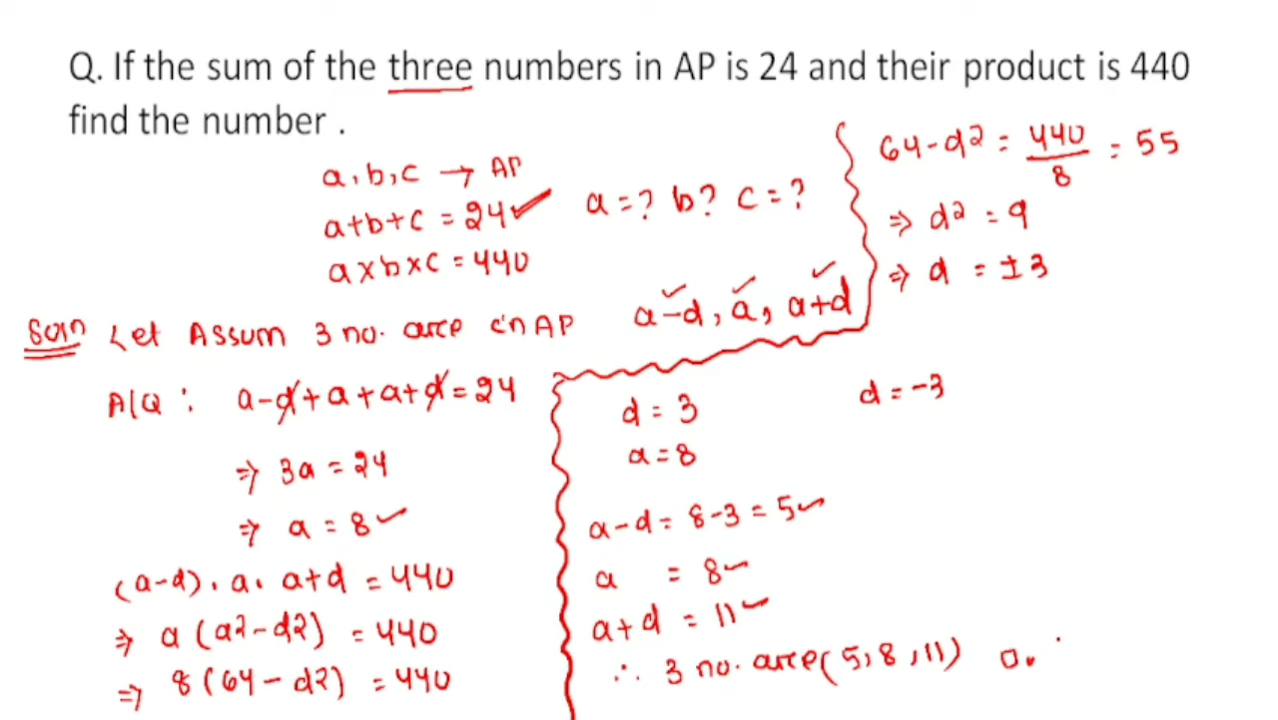 Q. If the sum of the three numbers in AP is 24 and their product is 440
find the number .
a,b,c → AP
a+b+c = 24
a×b×c = 440
a=? b? c=?
Soln Let Assum 3 no. are in AP a-d, a, a+d
A/Q : a-d+a+a+d=24
⇒ 3a=24
⇒ a=8
(a-d). a. a+d = 440
⇒ a(a2-d2) = 440
⇒ 8(64-d2) = 440
64-d2 = 440/8 = 55
⇒ d2 = 9
⇒ d = ±3
d = 3
a=8
a-d = 8-3 = 5
a = 8
a+d = 11
∴ 3 no. are (5,8,11) o.
d=-3